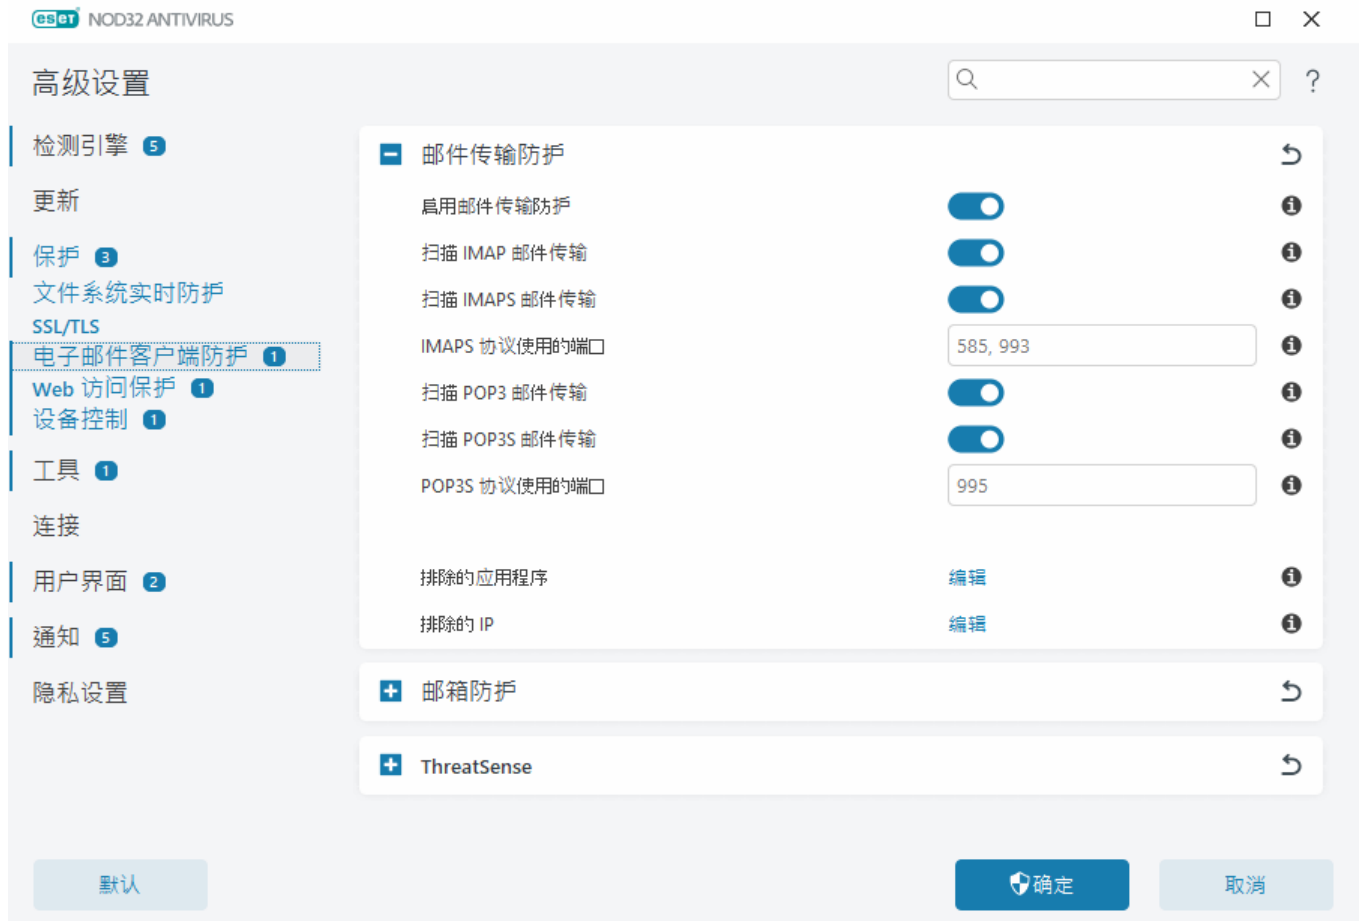 eset NOD32 ANTIVIRUS
高级设置
?
检测引擎 5
更新
保护 3
文件系统实时防护
SSL/TLS
电子邮件客户端防护 1
Web 访问保护 1
设备控制 1
工具 1
连接
用户界面 2
通知 5
隐私设置
邮件传输防护
启用邮件传输防护
扫描 IMAP 邮件传输
扫描 IMAPS 邮件传输
IMAPS 协议使用的端口 585, 993
扫描 POP3 邮件传输
扫描 POP3S 邮件传输
POP3S 协议使用的端口 995
排除的应用程序 编辑
排除的 IP 编辑
邮箱防护
ThreatSense
默认 确定 取消